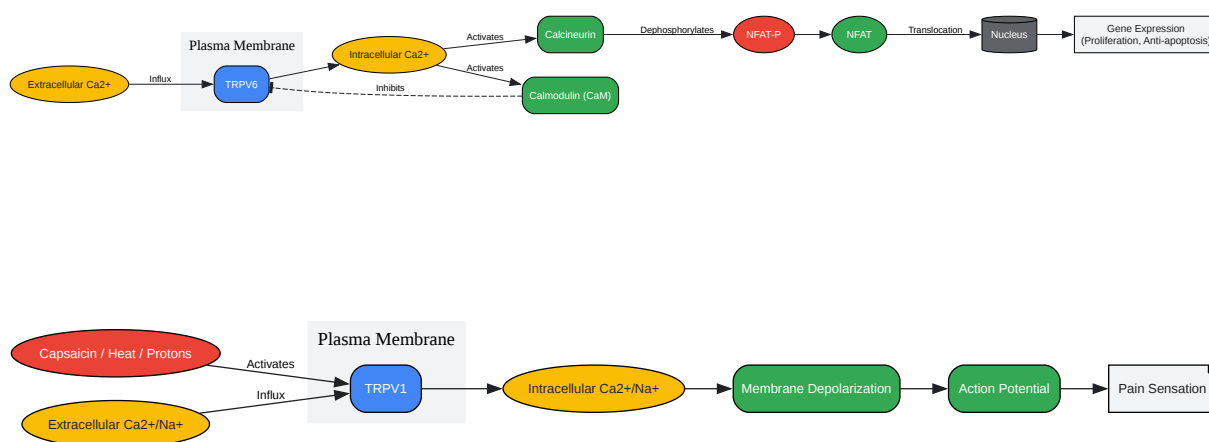 Plasma Membrane
Extracellular Ca2+
Influx
TRPV6
Intracellular Ca2+
Activates
Calcineurin
Dephosphorylates
NFAT-P
NFAT
Translocation
Nucleus
Gene Expression
(Proliferation, Anti-apoptosis)
Activates
Calmodulin (CaM)
Inhibits
Plasma Membrane
Capsaicin / Heat / Protons
Activates
Extracellular Ca2+/Na+
Influx
TRPV1
Intracellular Ca2+/Na+
Membrane Depolarization
Action Potential
Pain Sensation